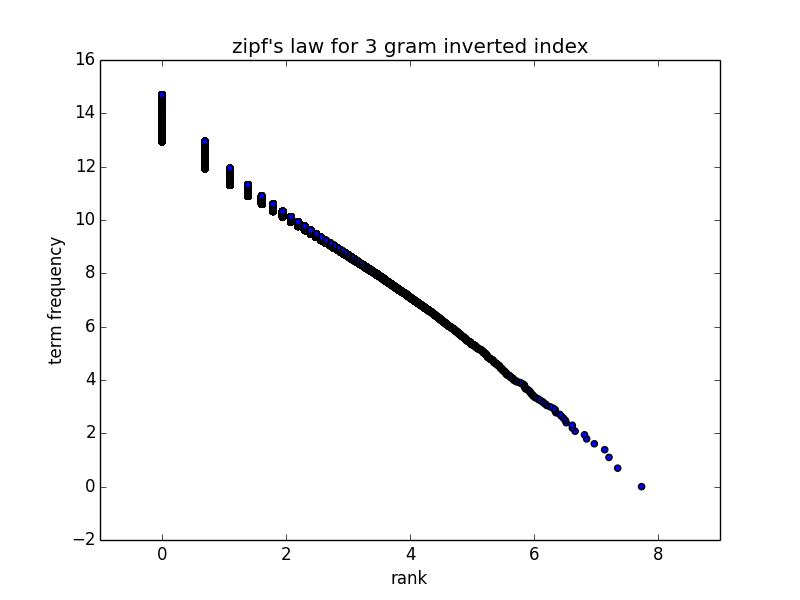 zipf's law for 3 gram inverted index
16
14
12
10
8
6
4
2
0
−2
term frequency
0 2 4 6 8
rank